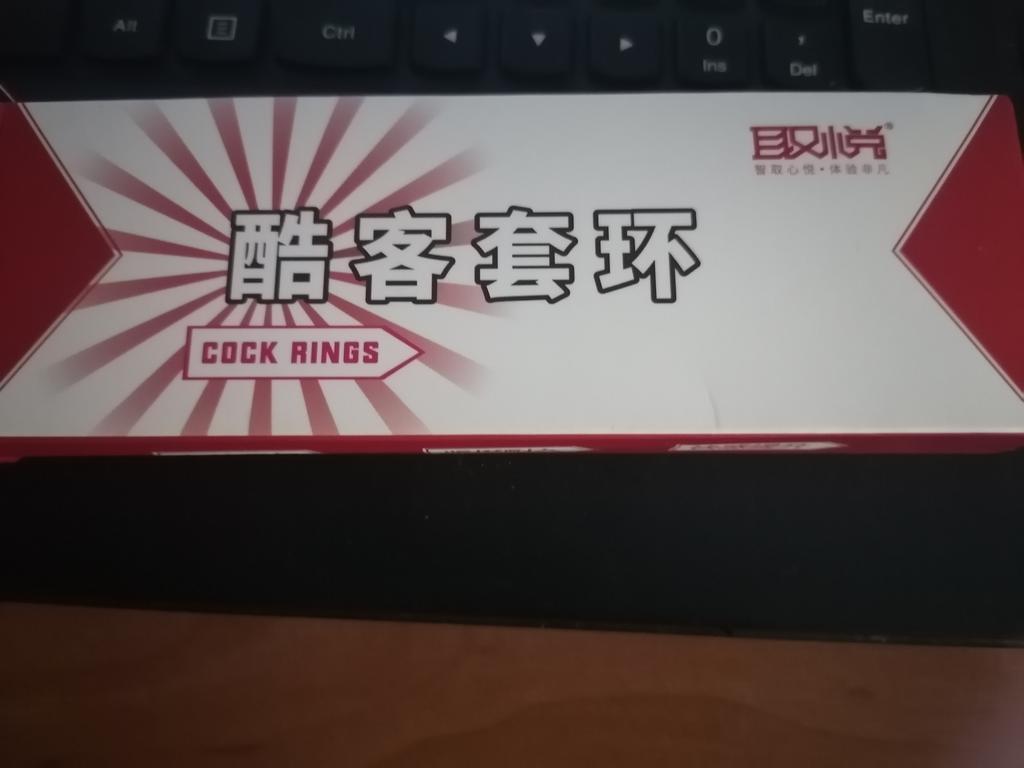 Alt
Ctrl
0
Ins
,
Del
Enter
取悦®
智取心悦·体验非凡
酷客套环
COCK RINGS